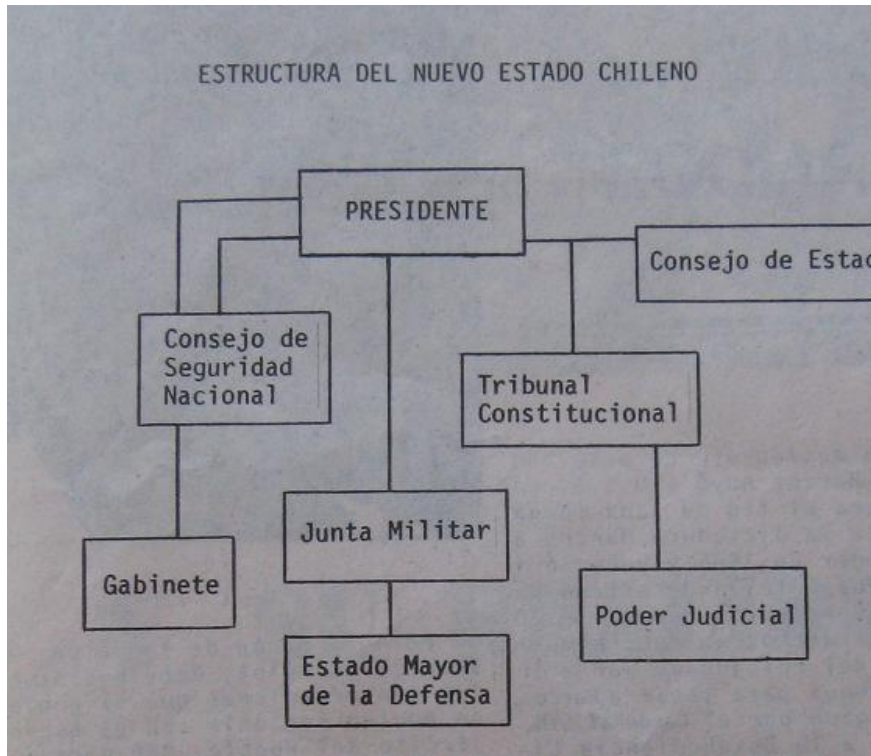 ESTRUCTURA DEL NUEVO ESTADO CHILENO
PRESIDENTE
Consejo de
Consejo de
Seguridad
Nacional
Tribunal
Constitucional
Junta Militar
Gabinete
Poder Judicial
Estado Mayor
de la Defensa